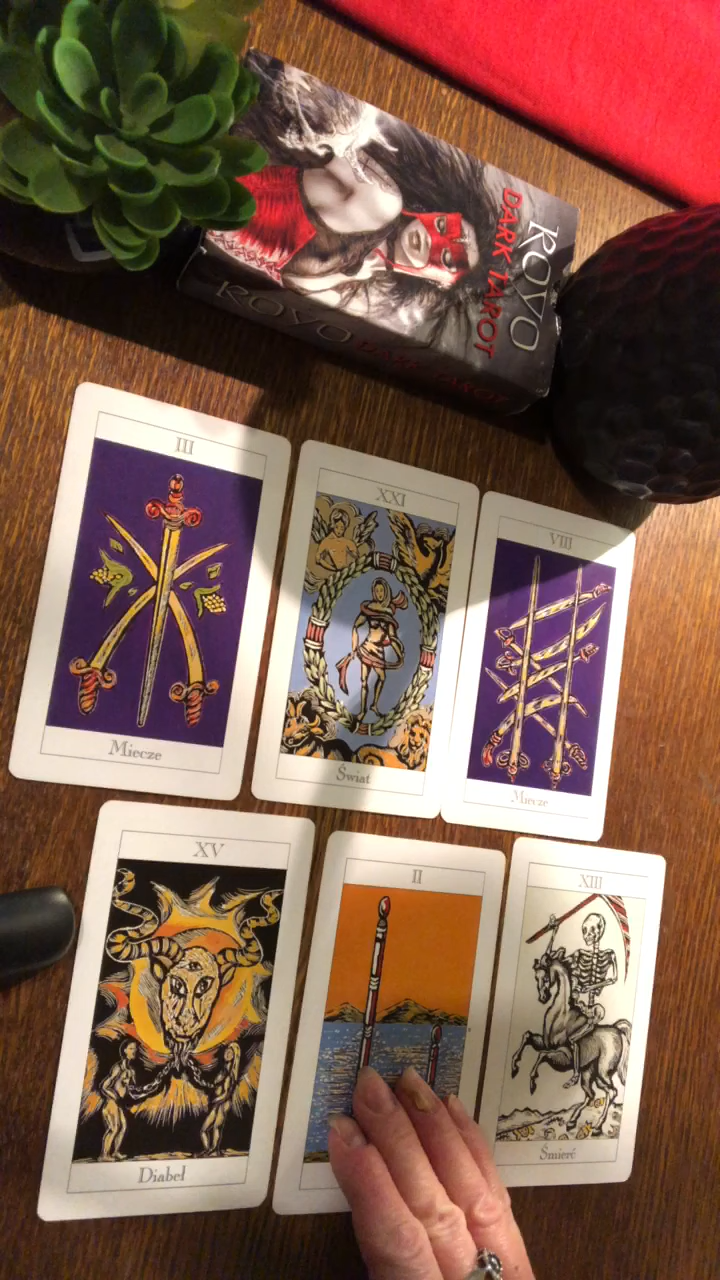 ROYO
DARK TAROT
ROYO DARK TAROT
III
Miecze
XXI
Świat
VIII
Miecze
XV
Diabeł
II
XIII
Śmierć